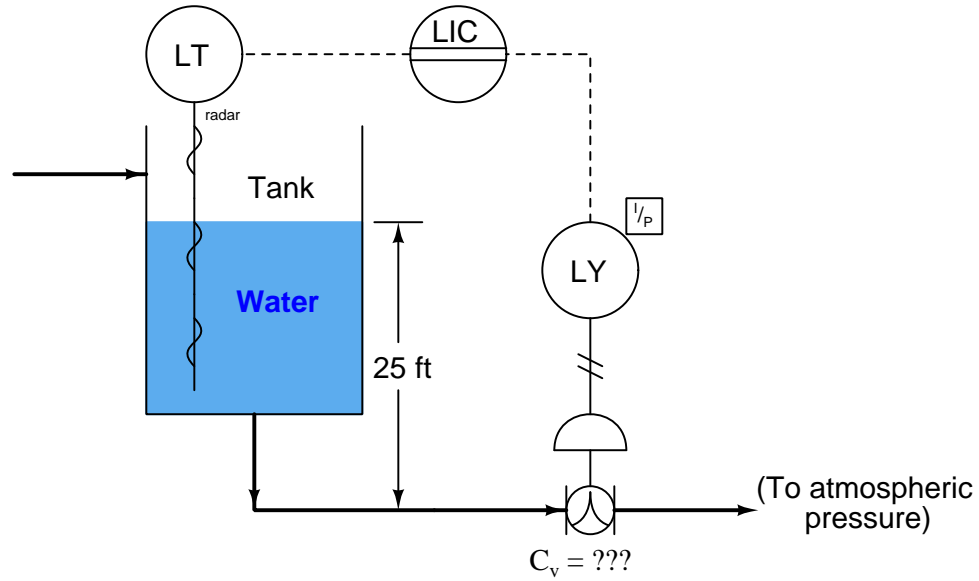 LT
LIC
radar
Tank
I/P
LY
Water
25 ft
(To atmospheric
pressure)
Cv = ???